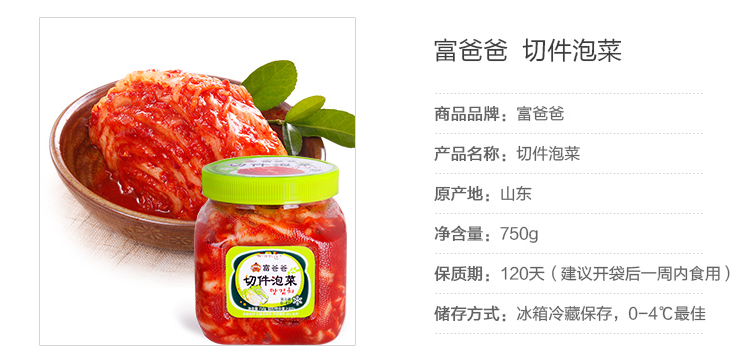 富爸爸 切件泡菜
商品品牌：富爸爸
产品名称：切件泡菜
原产地：山东
净含量：750g
保质期：120天（建议开袋后一周内食用）
储存方式：冰箱冷藏保存，0-4℃最佳
富爸爸
切件泡菜
맛김치